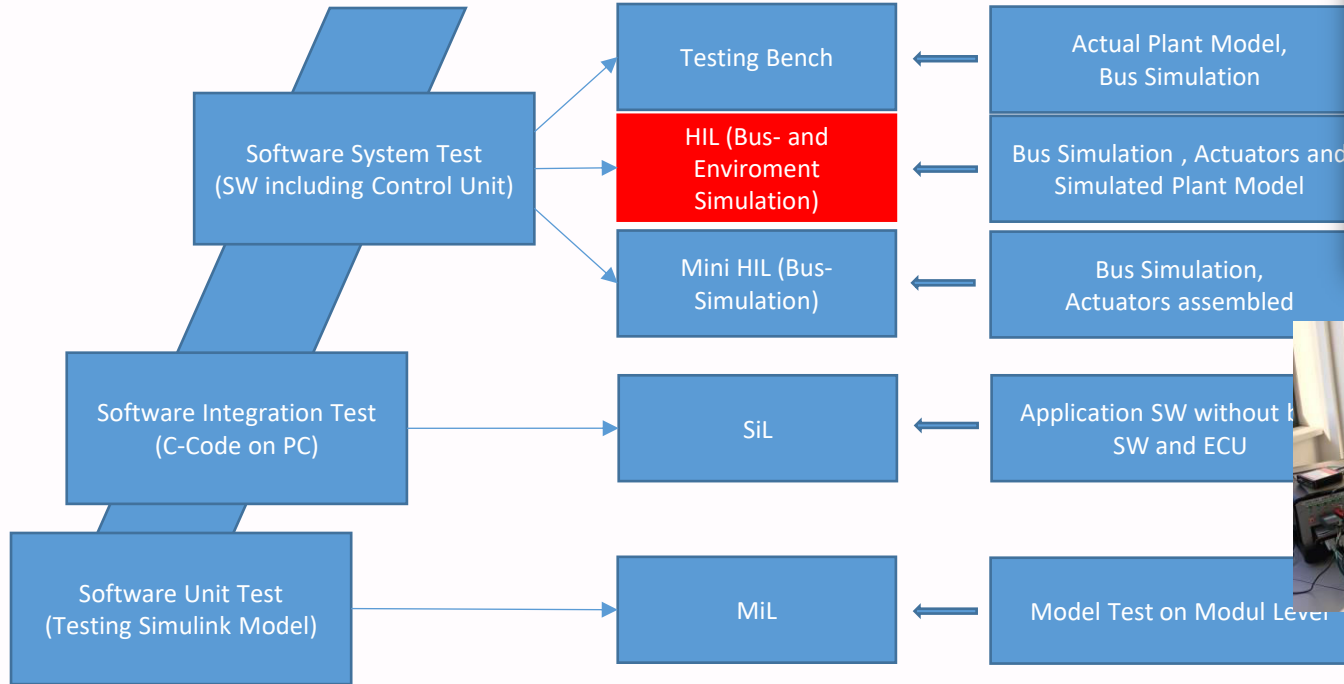 Testing Bench
Actual Plant Model,
Bus Simulation
Software System Test
(SW including Control Unit)
HIL (Bus- and
Enviroment
Simulation)
Bus Simulation , Actuators and
Simulated Plant Model
Mini HIL (Bus-
Simulation)
Bus Simulation,
Actuators assembled
Software Integration Test
(C-Code on PC)
SiL
Application SW without
SW and ECU
Software Unit Test
(Testing Simulink Model)
MiL
Model Test on Modul Level